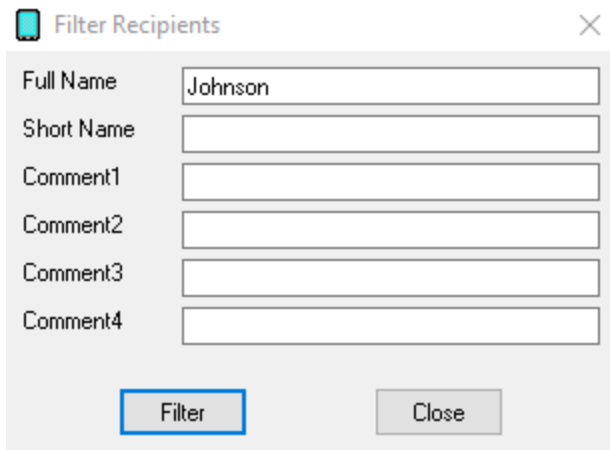 Filter Recipients
Full Name Johnson
Short Name
Comment1
Comment2
Comment3
Comment4
Filter Close